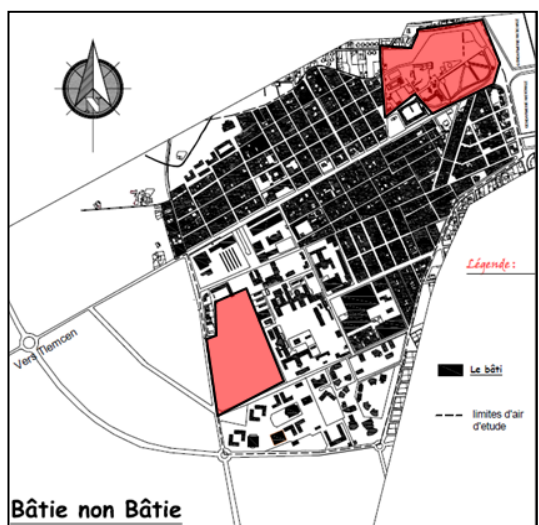 Légende :
Vers Tlemcen
Le bâti
limites d'air
d'etude
Bâtie non Bâtie